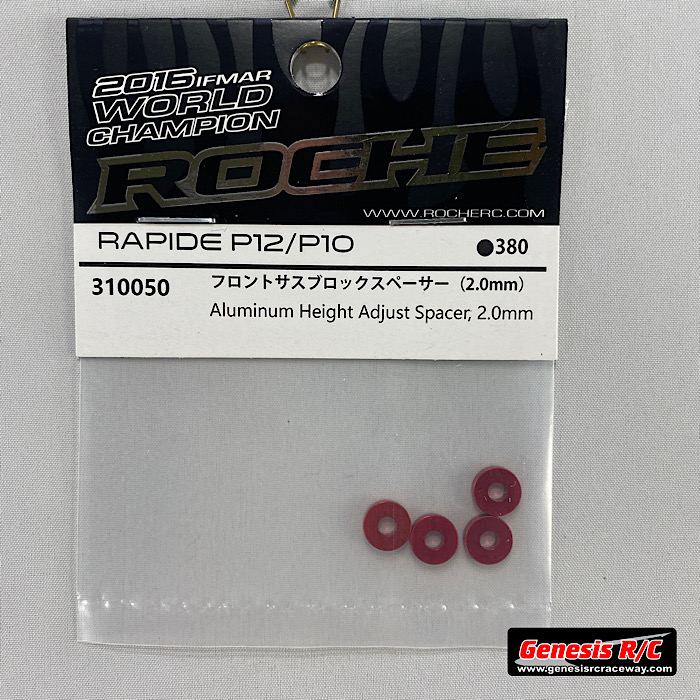 2016 IFMAR
WORLD
CHAMPION
ROCHE
WWW.ROCHERC.COM
RAPIDE P12/P10 ●380
310050 フロントサスブロックスペーサー（2.0mm）
Aluminum Height Adjust Spacer, 2.0mm
Genesis R/C
www.genesisrcraceway.com